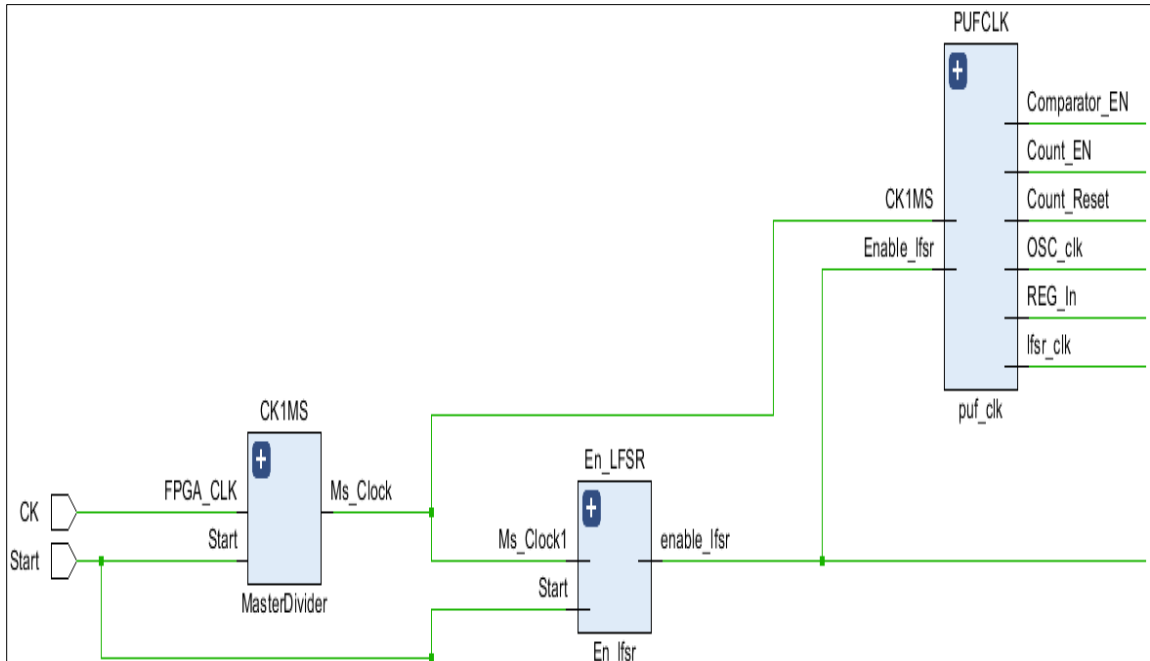 PUFCLK
Comparator_EN
Count_EN
CK1MS
Count_Reset
Enable_lfsr
OSC_clk
REG_In
lfsr_clk
puf_clk
CK1MS
En_LFSR
FPGA_CLK
Ms_Clock
CK
Start
Ms_Clock1
enable_lfsr
Start
Start
MasterDivider
En_lfsr